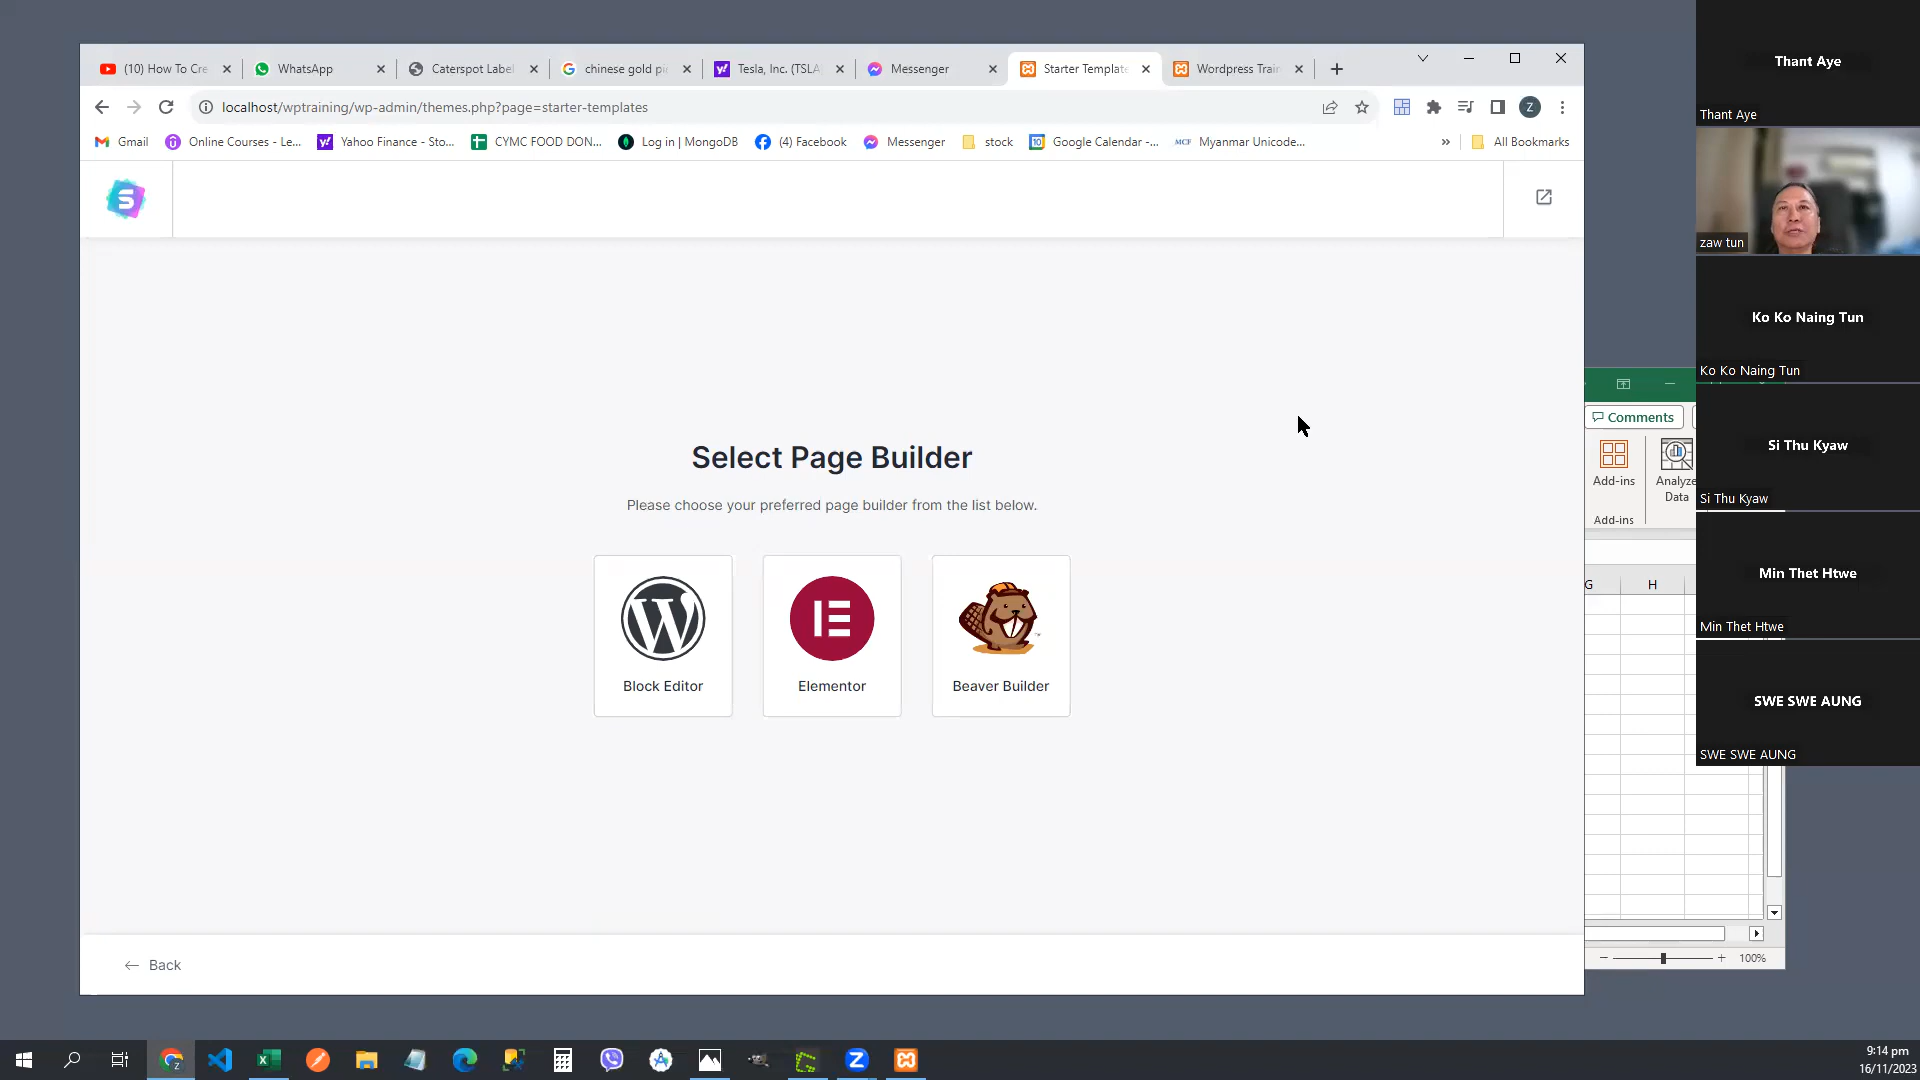 (10) How To Cre
WhatsApp
Caterspot Label
chinese gold pi
Tesla, Inc. (TSLA
Messenger
Starter Template
Wordpress Train
localhost/wptraining/wp-admin/themes.php?page=starter-templates
Z
Gmail
Online Courses - Le...
Yahoo Finance - Sto...
CYMC FOOD DON...
Log in | MongoDB
(4) Facebook
Messenger
stock
Google Calendar -...
Myanmar Unicode...
»
All Bookmarks
S
Select Page Builder
Please choose your preferred page builder from the list below.
Block Editor
Elementor
Beaver Builder
Back
Comments
Add-ins
Analyze
Data
Add-ins
G
H
100%
Thant Aye
Thant Aye
zaw tun
Ko Ko Naing Tun
Ko Ko Naing Tun
Si Thu Kyaw
Si Thu Kyaw
Min Thet Htwe
Min Thet Htwe
SWE SWE AUNG
SWE SWE AUNG
9:14 pm
16/11/2023